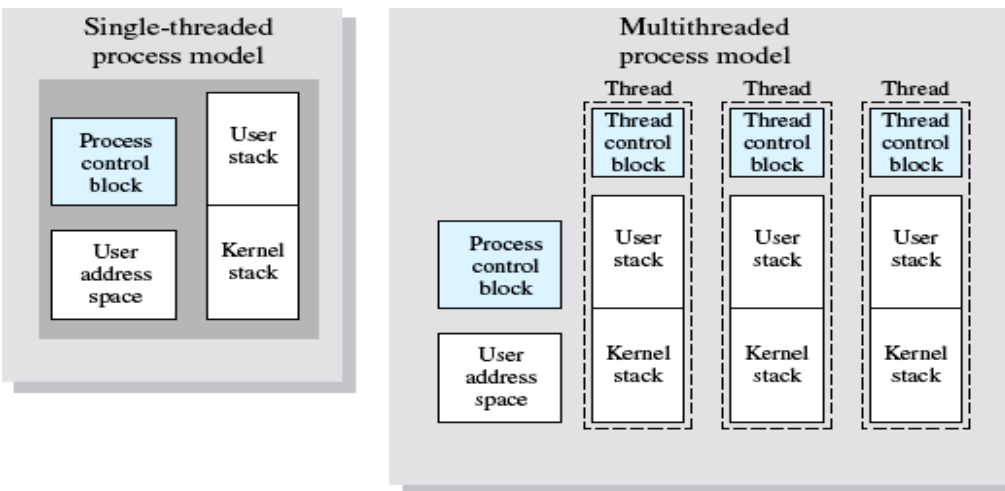 Single-threaded
process model
Process
control
block
User
stack
User
address
space
Kernel
stack
Multithreaded
process model
Thread
Thread
Thread
Thread
control
block
Thread
control
block
Thread
control
block
Process
control
block
User
stack
User
stack
User
stack
User
address
space
Kernel
stack
Kernel
stack
Kernel
stack